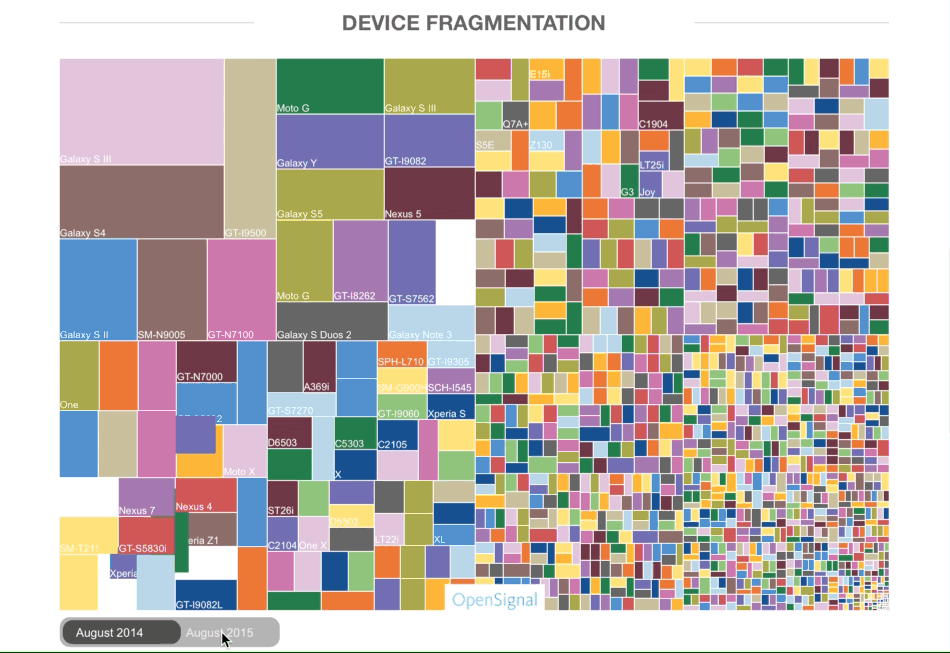 DEVICE FRAGMENTATION
Galaxy S III
Galaxy S4
GT-I9500
Galaxy S II
SM-N9005
GT-N7100
Moto G
Galaxy S III
Galaxy Y
GT-I9082
Galaxy S5
Nexus 5
Moto G
GT-I8262
GT-S7562
Galaxy S Duos 2
Galaxy Note 3
One
GT-N7000
Moto X
Nexus 7
Nexus 4
GT-S5830i
Xperia
GT-I9082L
A369i
GT-S7270
SPH-L710
GT-I9305
SCH-I545
GT-I9060
Xperia S
D6503
C5303
C2105
X
ST26i
C2104
One X
LT22i
XL
E15i
Q7A+
C1904
S5E
Z130
LT25i
G3
Joy
OpenSignal
August 2014
August 2015